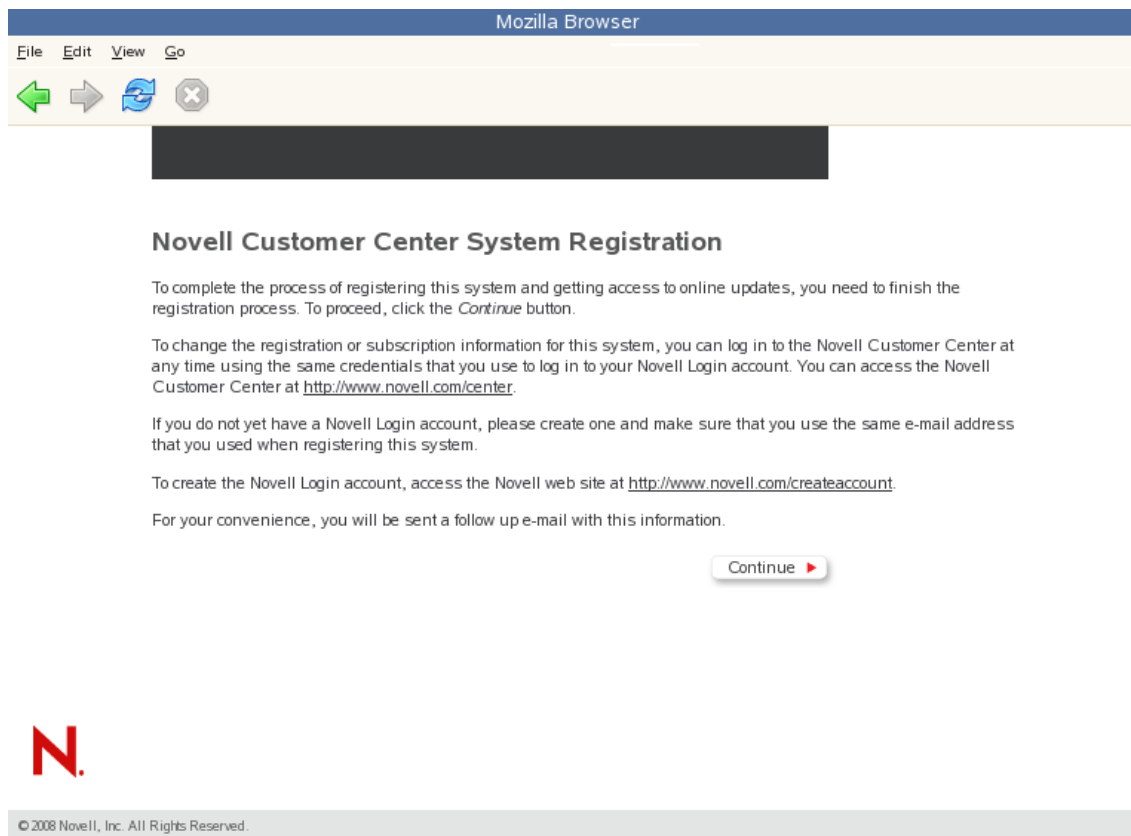 Mozilla Browser
File Edit View Go
Novell Customer Center System Registration
To complete the process of registering this system and getting access to online updates, you need to finish the
registration process. To proceed, click the Continue button.
To change the registration or subscription information for this system, you can log in to the Novell Customer Center at
any time using the same credentials that you use to log in to your Novell Login account. You can access the Novell
Customer Center at http://www.novell.com/center.
If you do not yet have a Novell Login account, please create one and make sure that you use the same e-mail address
that you used when registering this system.
To create the Novell Login account, access the Novell web site at http://www.novell.com/createaccount.
For your convenience, you will be sent a follow up e-mail with this information.
Continue
N.
© 2008 Novell, Inc. All Rights Reserved.